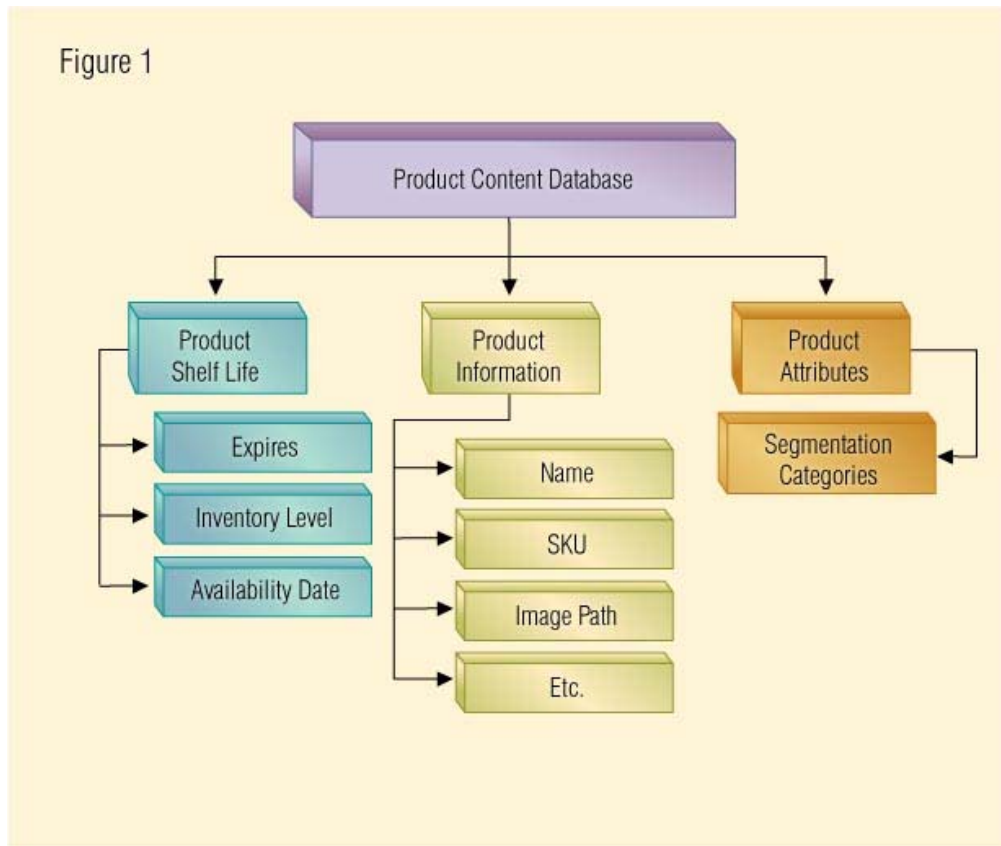 Figure 1
Product Content Database
Product
Shelf Life
Expires
Inventory Level
Availability Date
Product
Information
Name
SKU
Image Path
Etc.
Product
Attributes
Segmentation
Categories